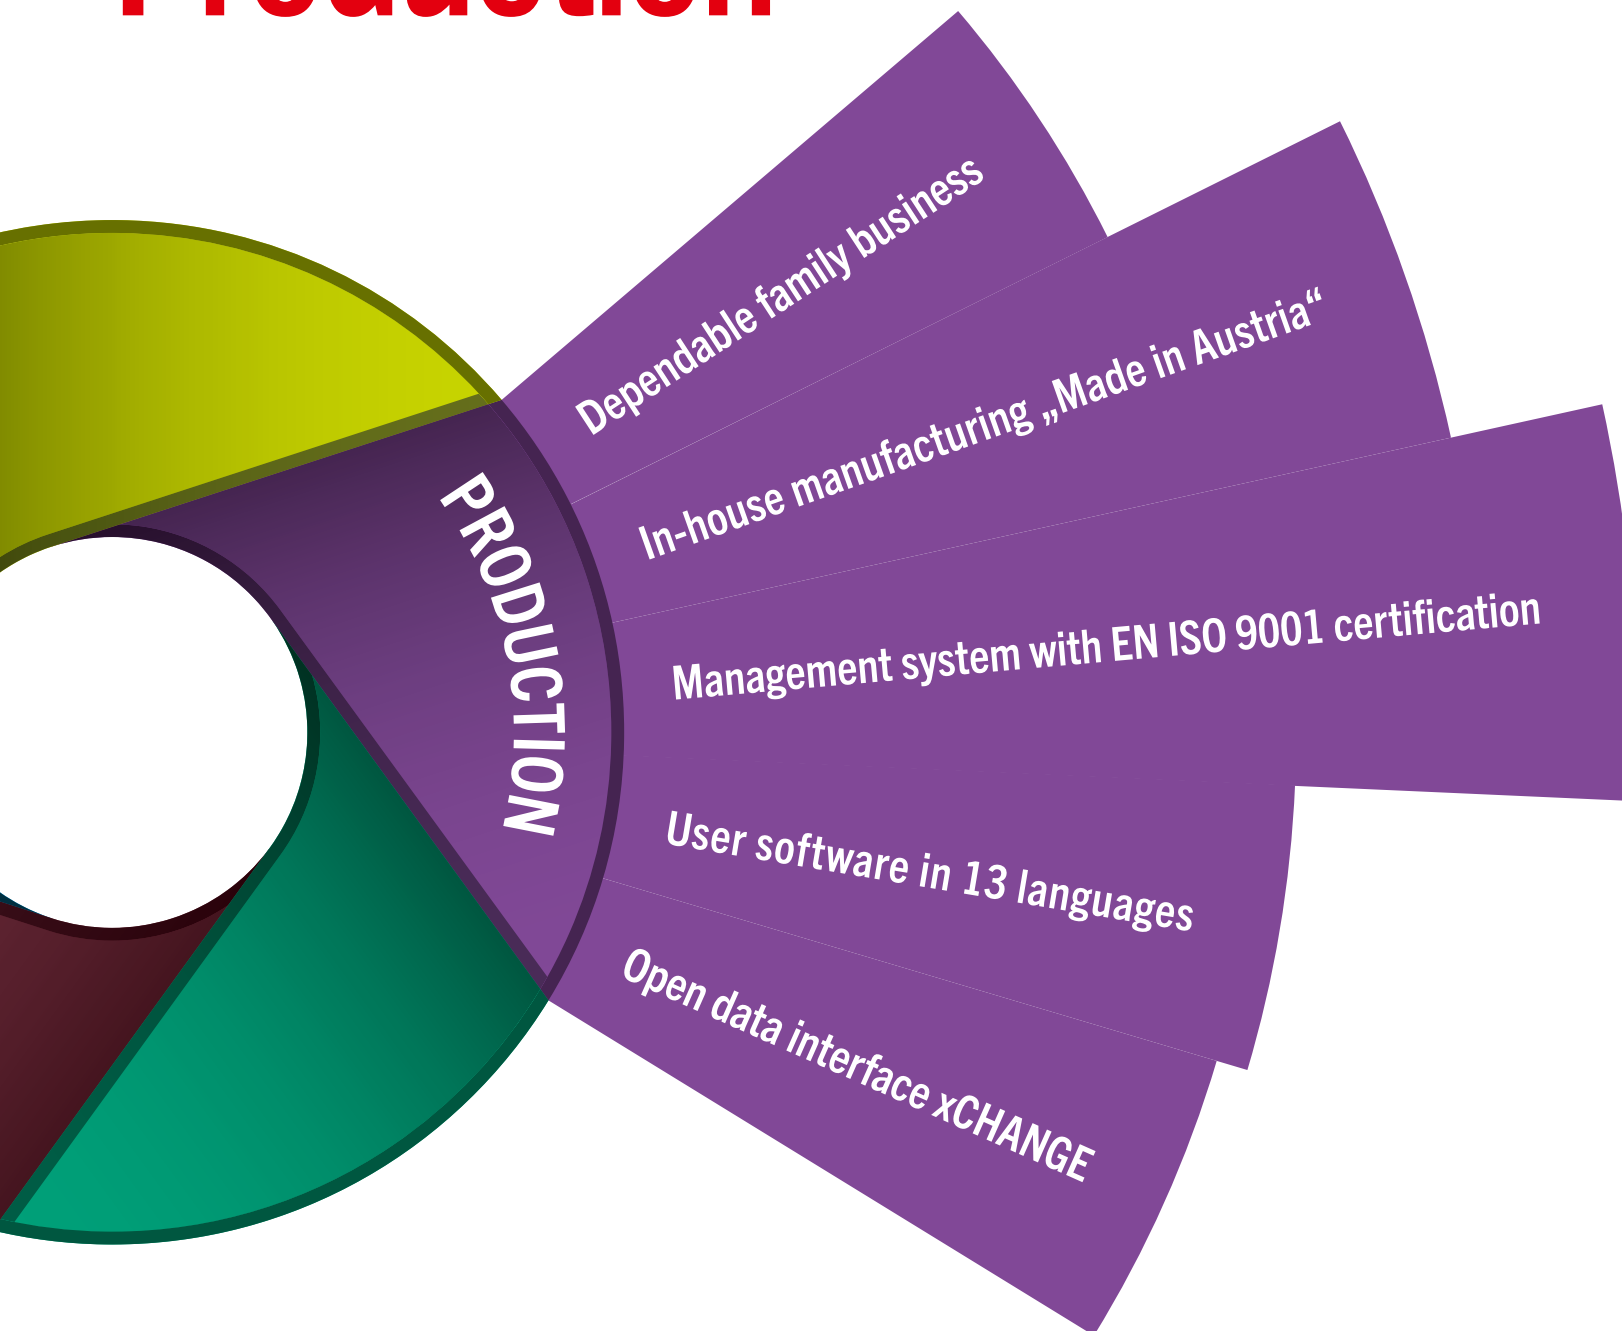 Production
PRODUCTION
Dependable family business
In-house manufacturing „Made in Austria“
Management system with EN ISO 9001 certification
User software in 13 languages
Open data interface xCHANGE